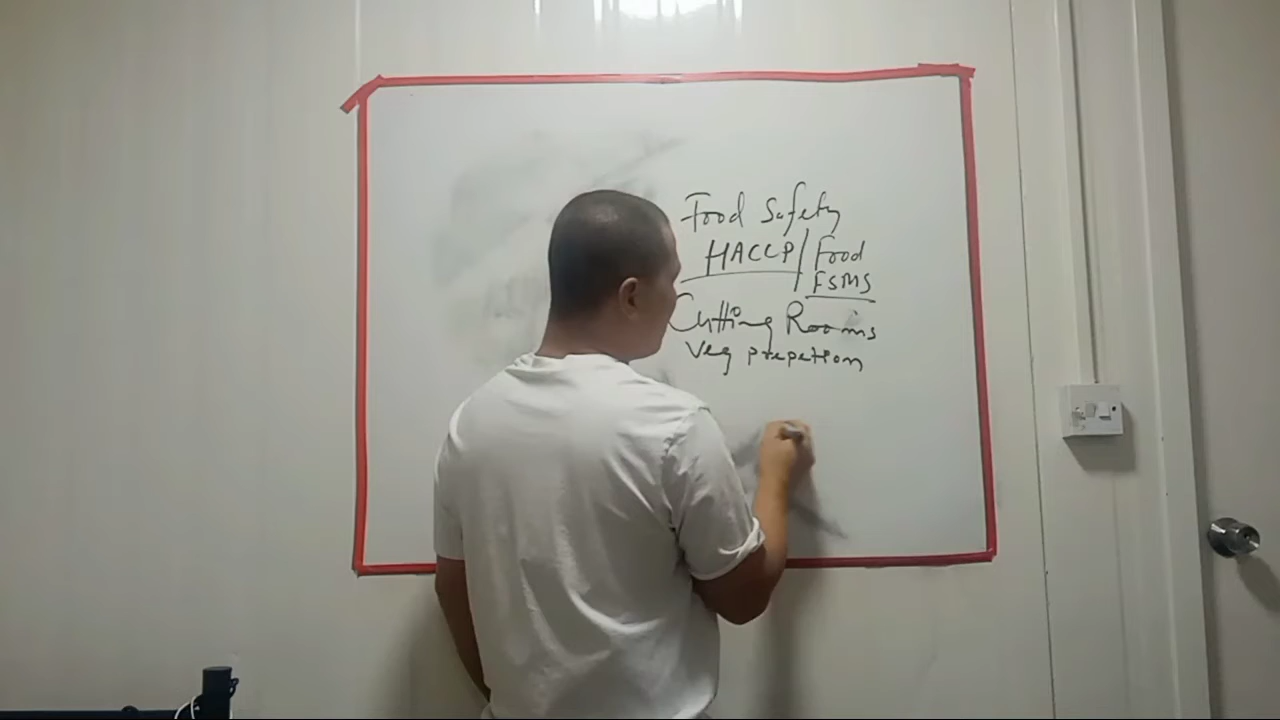 Food Safety
HACCP/Food
FSMS
Cutting Rooms
Veg prepetion